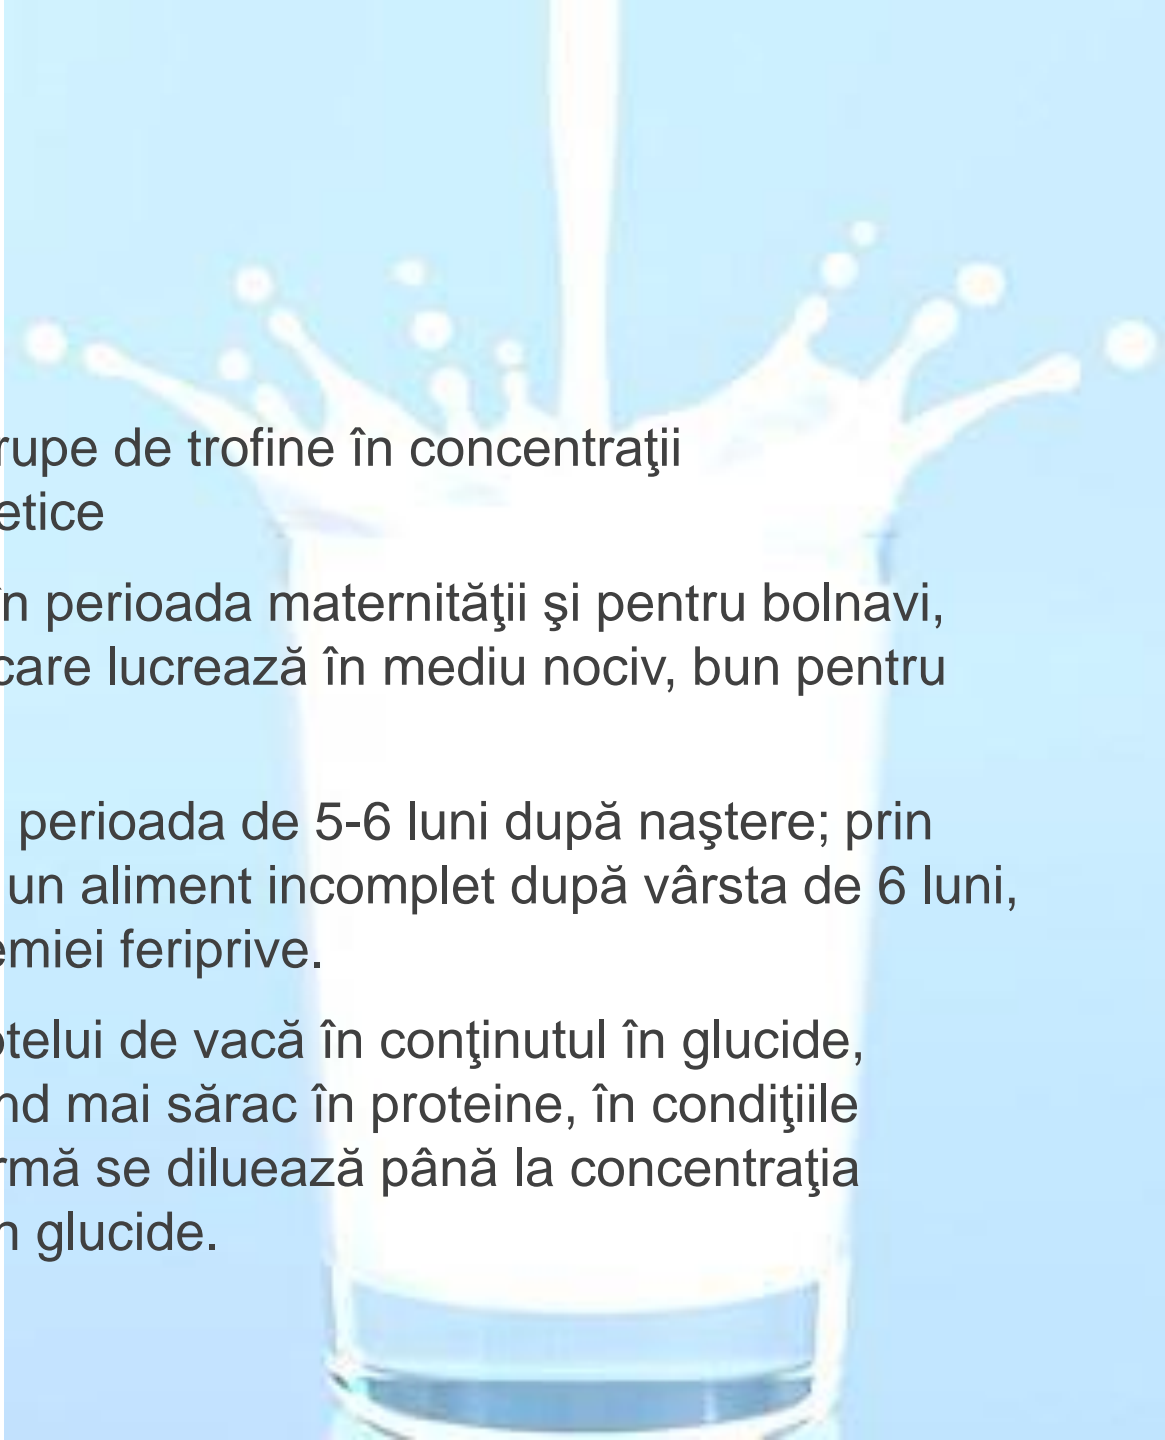 rupe de trofine în concentraţii
etice
în perioada maternităţii şi pentru bolnavi,
care lucrează în mediu nociv, bun pentru
perioada de 5-6 luni după naştere; prin
un aliment incomplet după vârsta de 6 luni,
emiei feriprive.
ptelui de vacă în conţinutul în glucide,
nd mai sărac în proteine, în condiţiile
rmă se diluează până la concentraţia
n glucide.